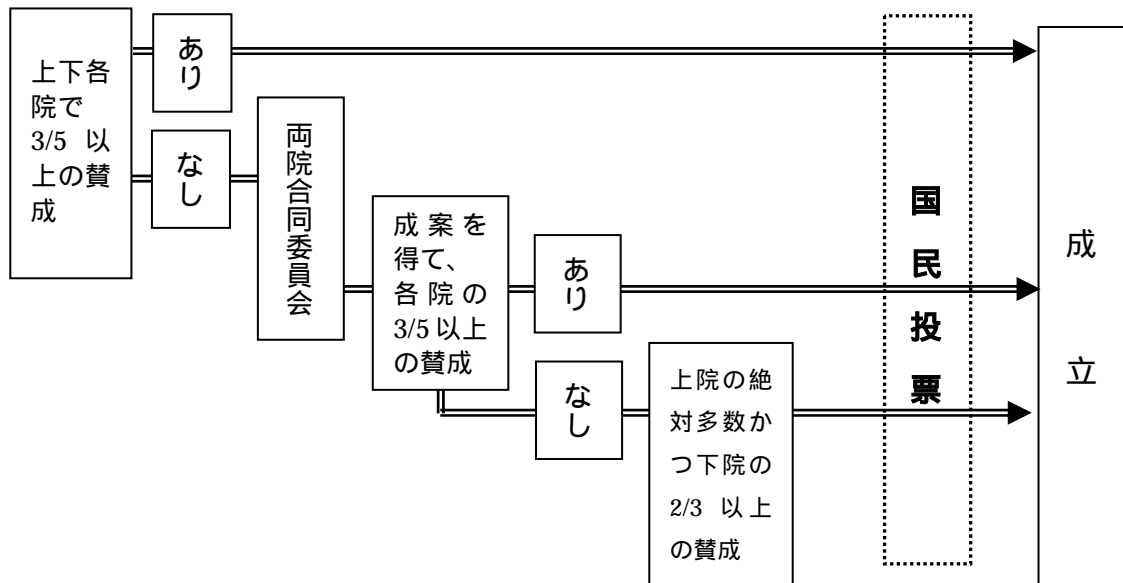 上下各
院で
3/5 以
上の賛
成
あり
なし
両院合同委員会
成案を
得て、
各院の
3/5 以上
の賛成
あり
なし
上院の絶
対多数か
つ下院の
2/3 以上
の賛成
国民投票
成立